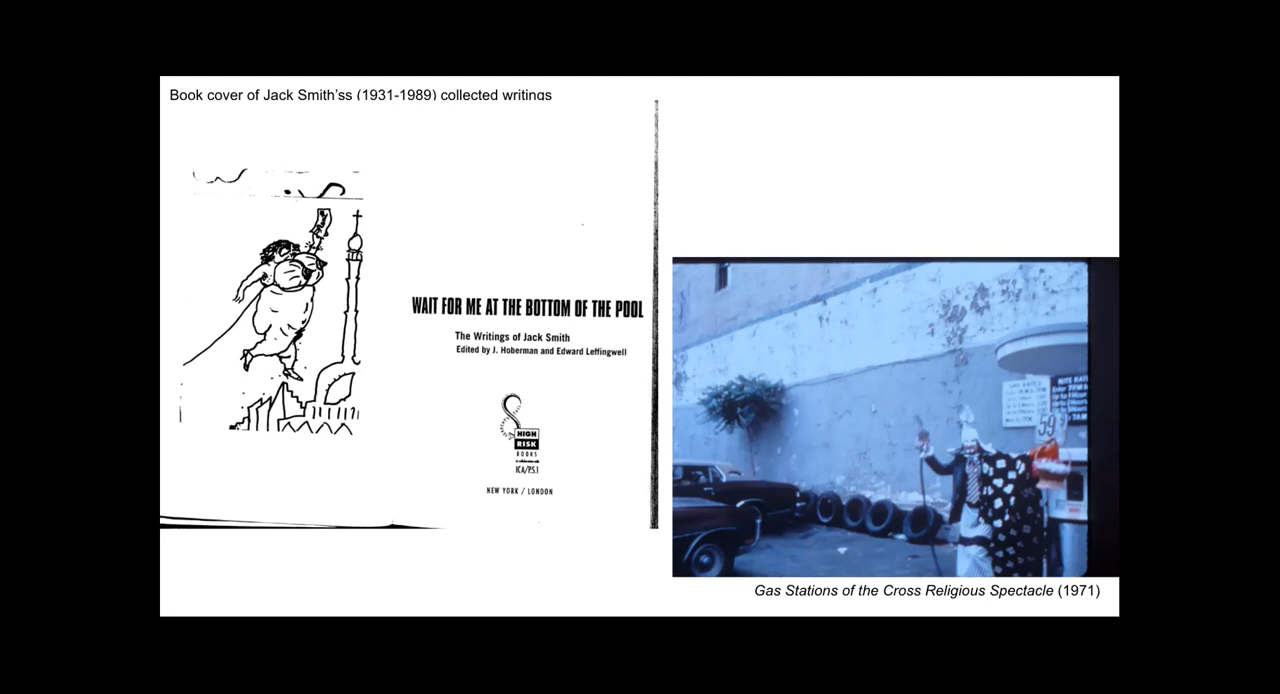 Book cover of Jack Smith'ss (1931-1989) collected writings
WAIT FOR ME AT THE BOTTOM OF THE POOL
The Writings of Jack Smith
Edited by J. Hoberman and Edward Leffingwell
HIGH
RISK
BOOKS
ICA/P.S.1
NEW YORK / LONDON
59
Gas Stations of the Cross Religious Spectacle (1971)